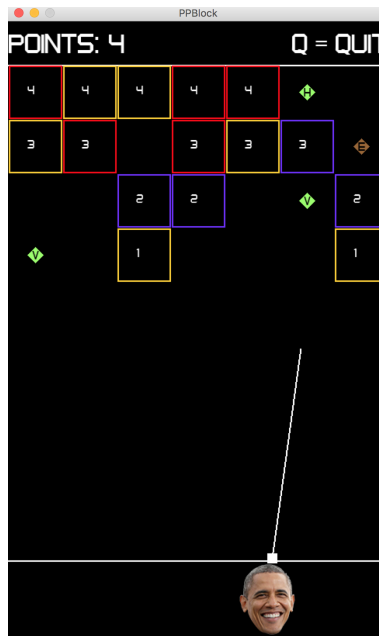 PPBlock
POINTS: 4 Q = QUIT
4 4 4 4 4 H
3 3 3 3 3 E
2 2 V 2
V 1 1